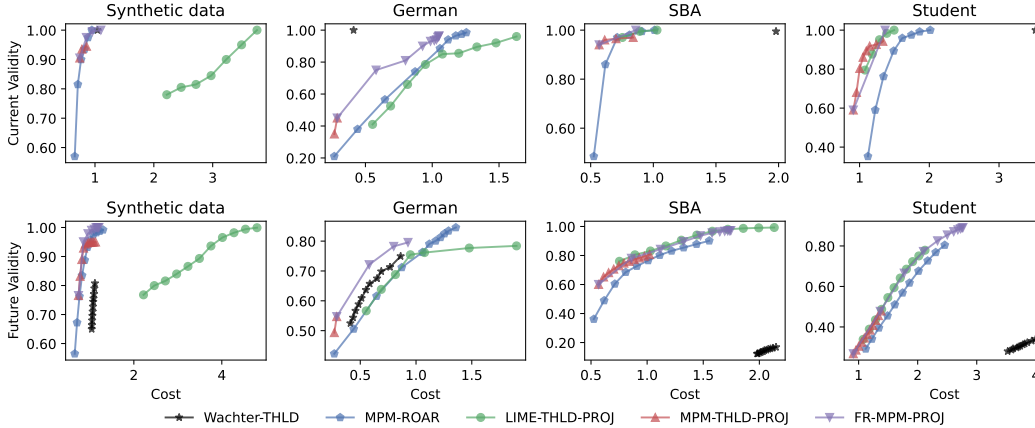 Synthetic data German SBA Student
Current Validity
1.00 0.90 0.80 0.70 0.60
1 2 3
1.00 0.80 0.60 0.40 0.20
0.5 1.0 1.5
1.00 0.80 0.60
0.5 1.0 1.5 2.0
1.00 0.80 0.60 0.40
1 2 3
Synthetic data German SBA Student
Future Validity
1.00 0.90 0.80 0.70 0.60
2 4
0.80 0.70 0.60 0.50
0.5 1.0 1.5
1.00 0.80 0.60 0.40 0.20
0.5 1.0 1.5 2.0
0.80 0.60 0.40
1 2 3 4
Cost Cost Cost Cost
Wachter-THLD MPM-ROAR LIME-THLD-PROJ MPM-THLD-PROJ FR-MPM-PROJ